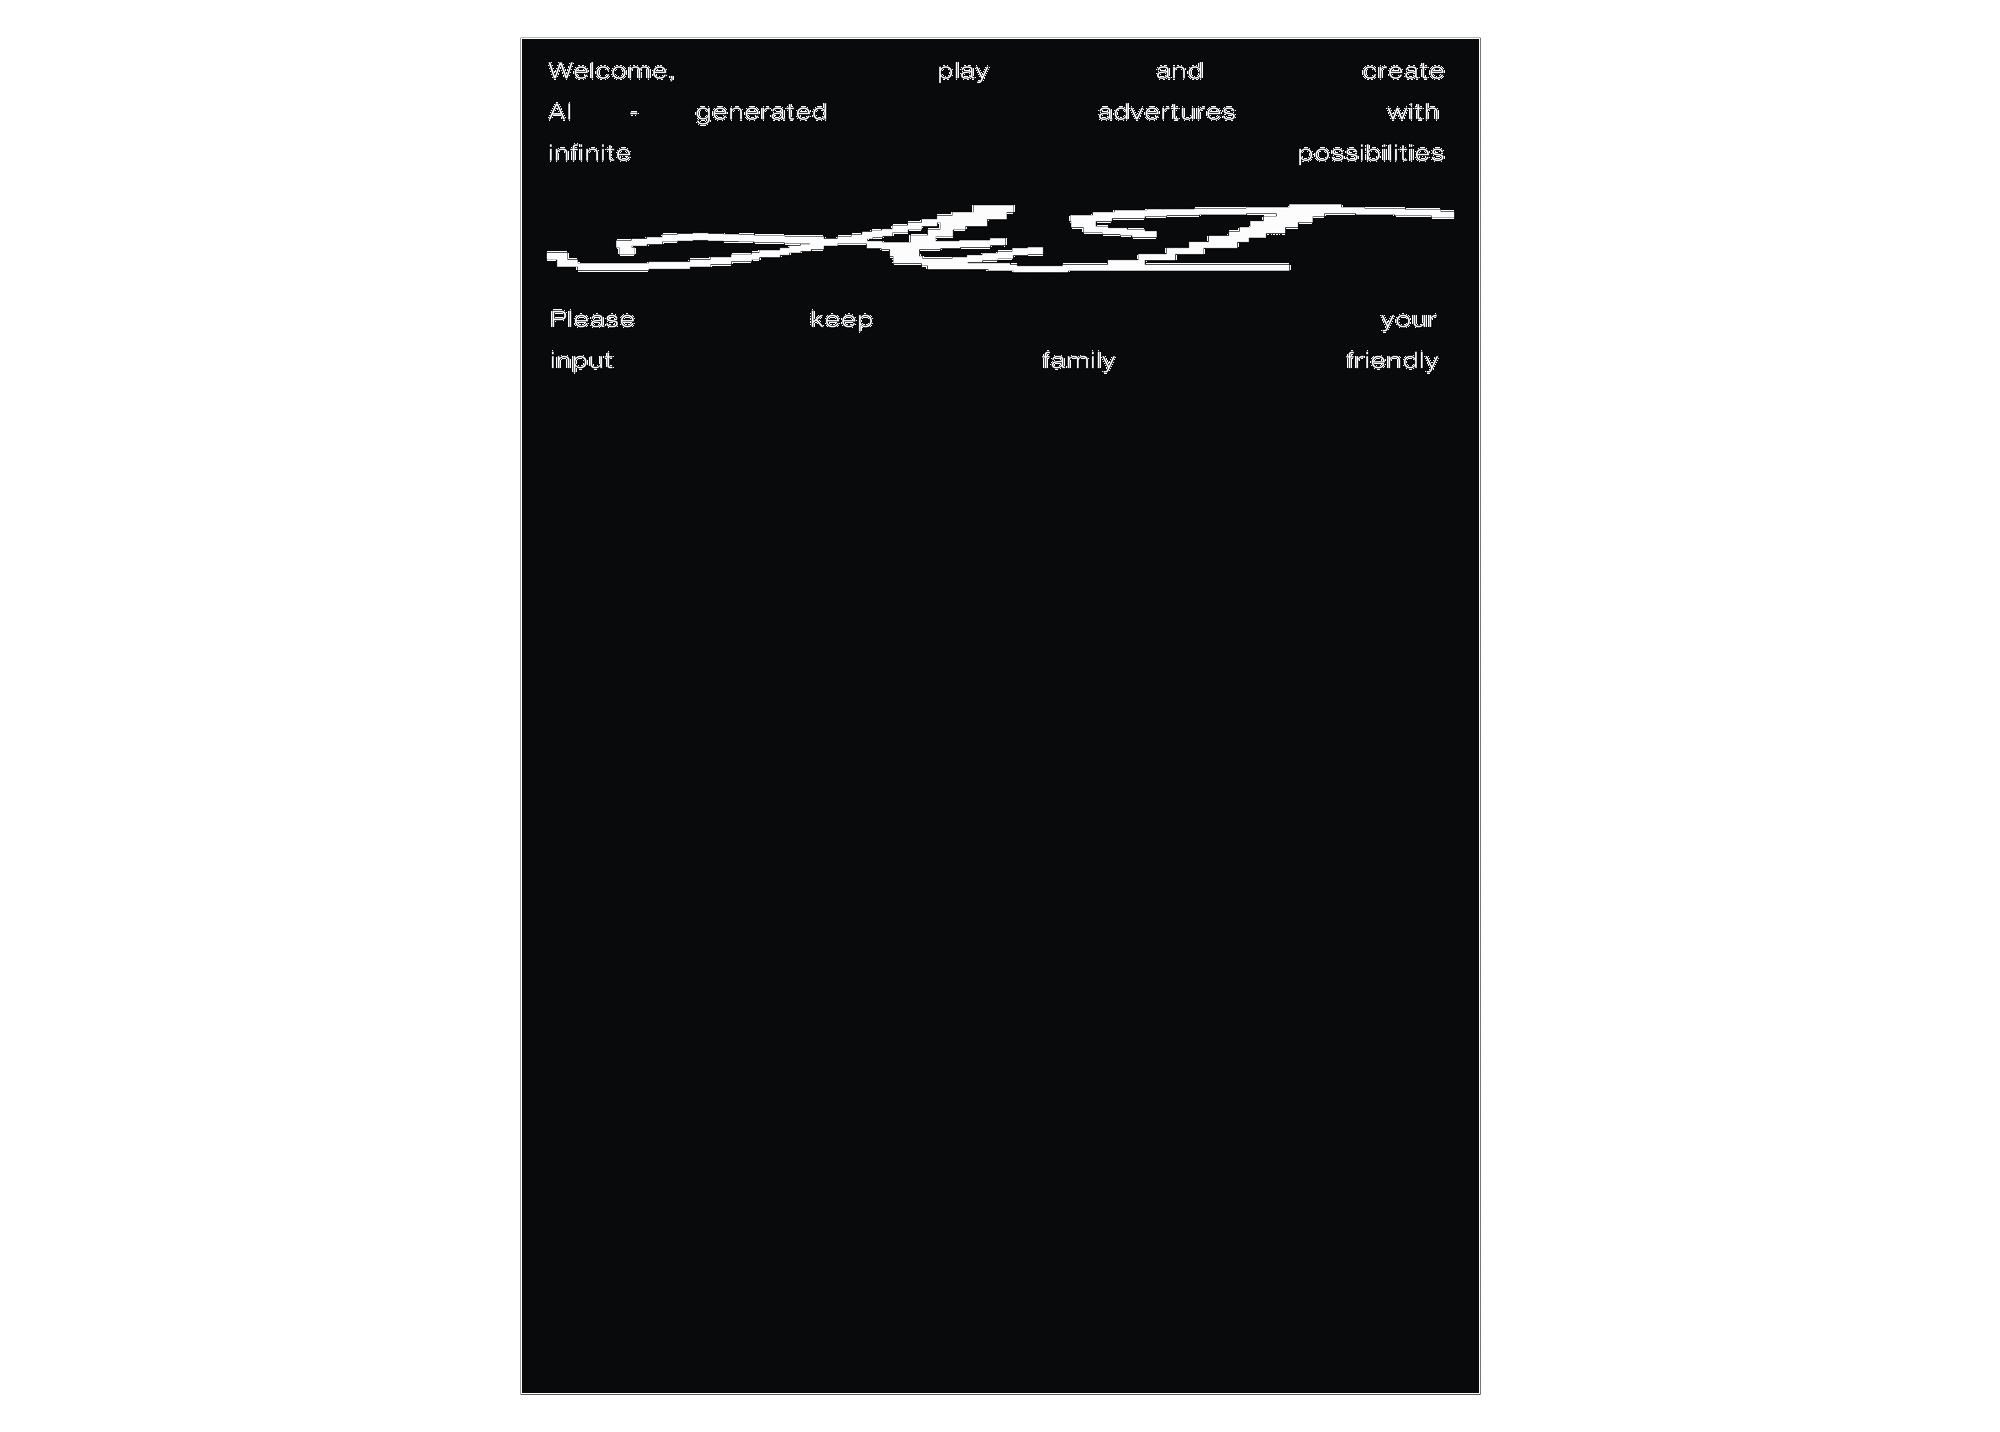 Welcome, play and create
AI - generated advertures with
infinite possibilities
Please keep your
input family friendly